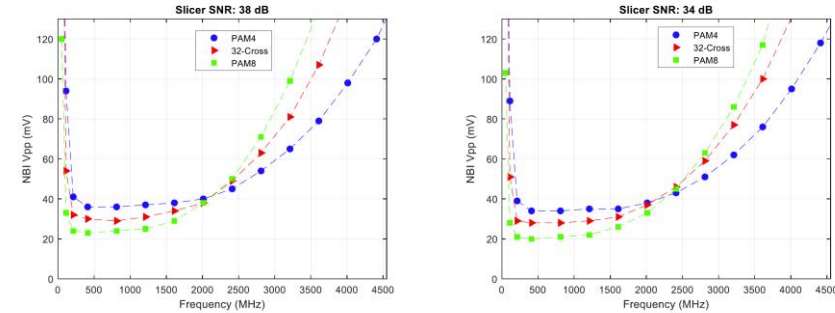 Slicer SNR: 38 dB
120
100
80
60
40
20
0
NBI Vpp (mV)
PAM4
32-Cross
PAM8
0 500 1000 1500 2000 2500 3000 3500 4000 4500
Frequency (MHz)
Slicer SNR: 34 dB
120
100
80
60
40
20
0
NBI Vpp (mV)
PAM4
32-Cross
PAM8
0 500 1000 1500 2000 2500 3000 3500 4000 4500
Frequency (MHz)